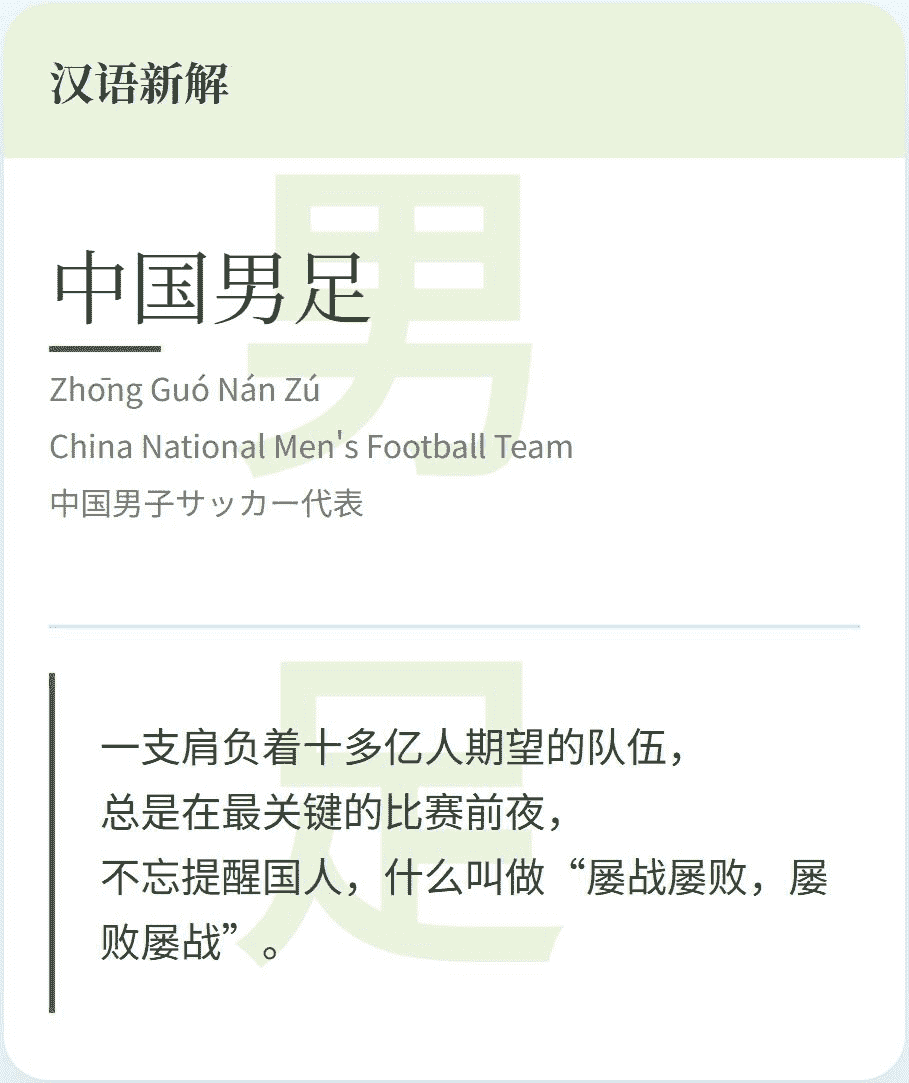 汉语新解
中国男足
Zhōng Guó Nán Zú
China National Men's Football Team
中国男子サッカー代表
一支肩负着十多亿人期望的队伍，
总是在最关键的比赛前夜，
不忘提醒国人，什么叫做“屡战屡败，屡
败屡战”。
男
足